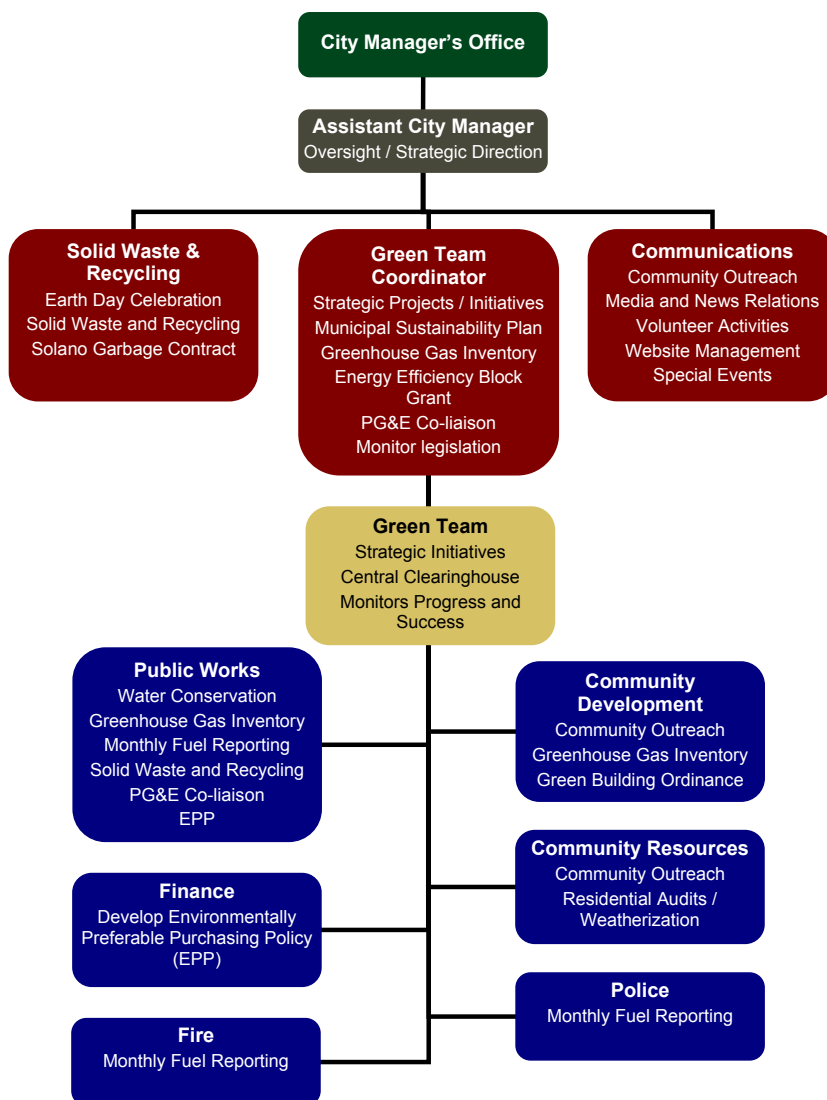 City Manager's Office
Assistant City Manager
Oversight / Strategic Direction
Solid Waste &
Recycling
Earth Day Celebration
Solid Waste and Recycling
Solano Garbage Contract
Green Team
Coordinator
Strategic Projects / Initiatives
Municipal Sustainability Plan
Greenhouse Gas Inventory
Energy Efficiency Block
Grant
PG&E Co-liaison
Monitor legislation
Communications
Community Outreach
Media and News Relations
Volunteer Activities
Website Management
Special Events
Green Team
Strategic Initiatives
Central Clearinghouse
Monitors Progress and
Success
Public Works
Water Conservation
Greenhouse Gas Inventory
Monthly Fuel Reporting
Solid Waste and Recycling
PG&E Co-liaison
EPP
Community
Development
Community Outreach
Greenhouse Gas Inventory
Green Building Ordinance
Finance
Develop Environmentally
Preferable Purchasing Policy
(EPP)
Community Resources
Community Outreach
Residential Audits /
Weatherization
Fire
Monthly Fuel Reporting
Police
Monthly Fuel Reporting